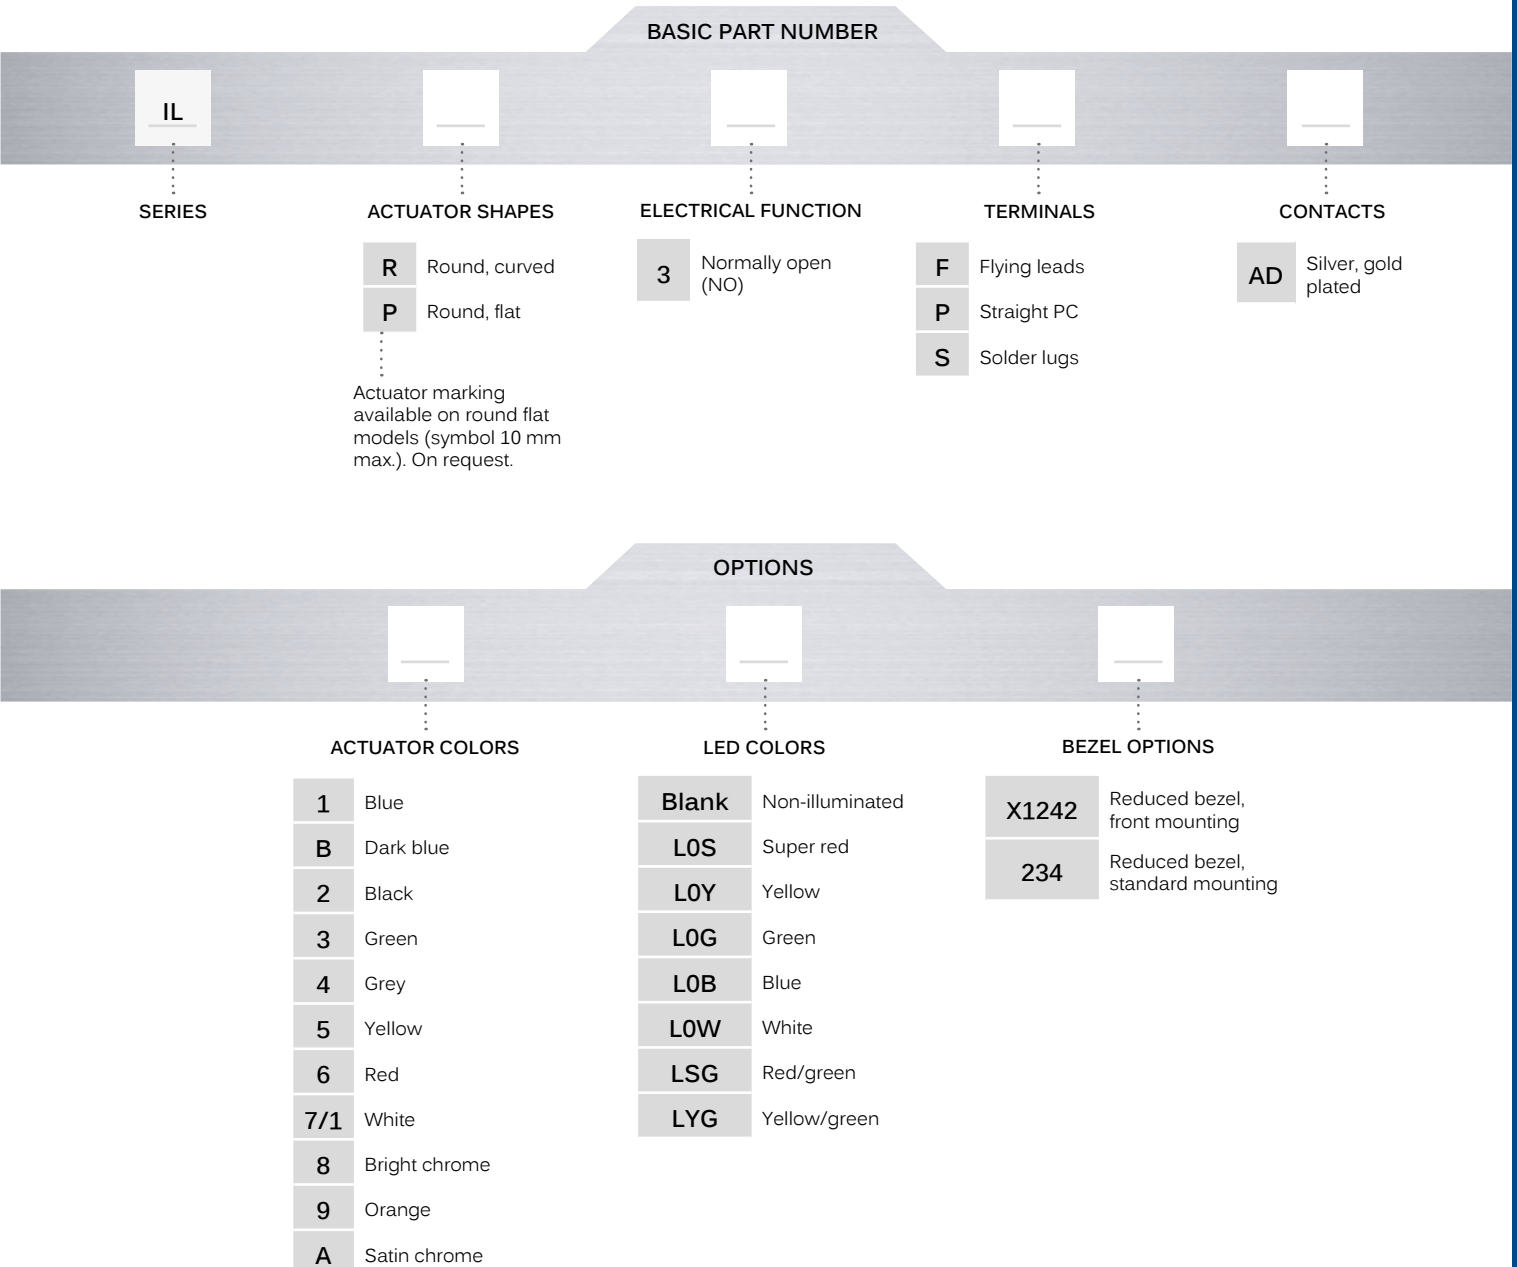 BASIC PART NUMBER
IL
SERIES
ACTUATOR SHAPES
R Round, curved
P Round, flat
Actuator marking
available on round flat
models (symbol 10 mm
max.). On request.
ELECTRICAL FUNCTION
3 Normally open
(NO)
TERMINALS
F Flying leads
P Straight PC
S Solder lugs
CONTACTS
AD Silver, gold
plated
OPTIONS
ACTUATOR COLORS
1 Blue
B Dark blue
2 Black
3 Green
4 Grey
5 Yellow
6 Red
7/1 White
8 Bright chrome
9 Orange
A Satin chrome
LED COLORS
Blank Non-illuminated
L0S Super red
L0Y Yellow
L0G Green
L0B Blue
L0W White
LSG Red/green
LYG Yellow/green
BEZEL OPTIONS
X1242 Reduced bezel,
front mounting
234 Reduced bezel,
standard mounting